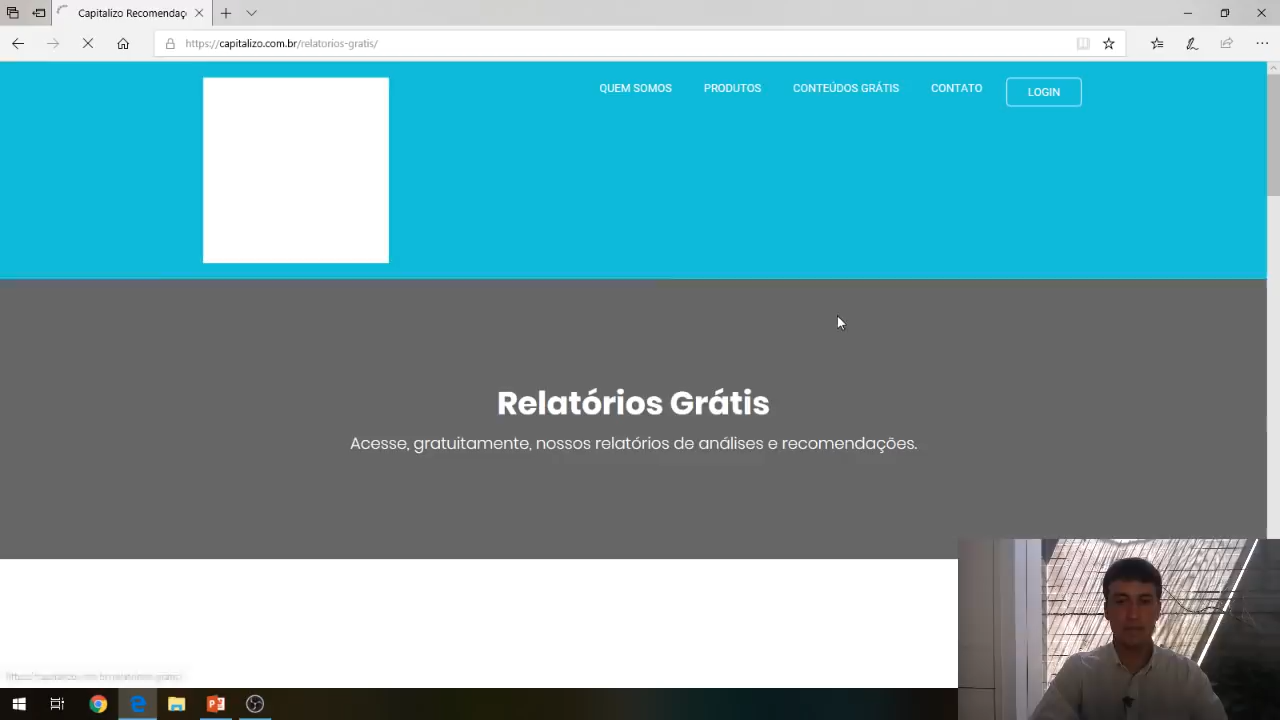 Capitalizo Recomendaç
https://capitalizo.com.br/relatorios-gratis/
QUEM SOMOS
PRODUTOS
CONTEÚDOS GRÁTIS
CONTATO
LOGIN
Relatórios Grátis
Acesse, gratuitamente, nossos relatórios de análises e recomendações.